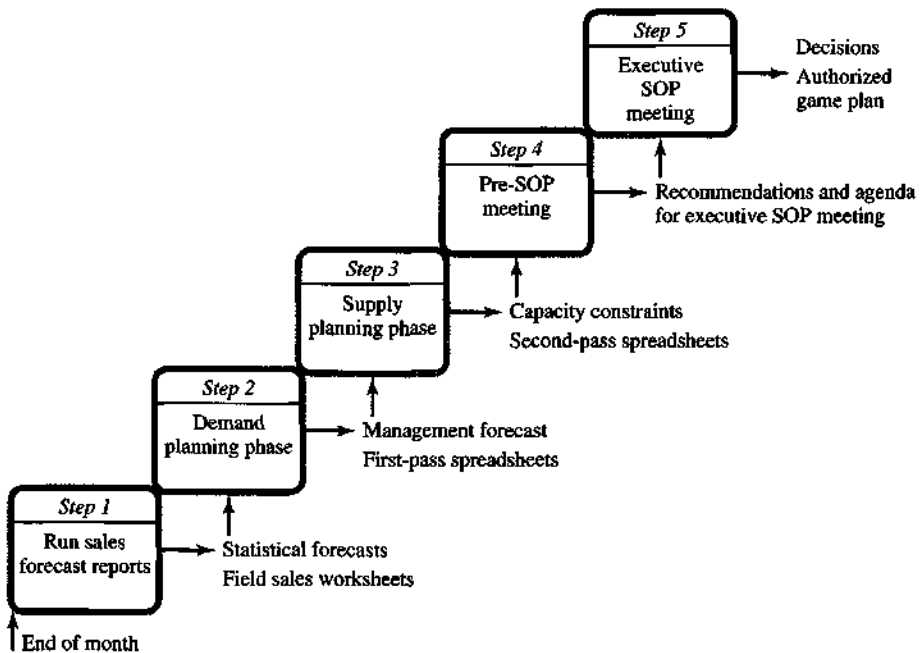 Step 5
Executive
SOP
meeting
Decisions
Authorized
game plan
Step 4
Pre-SOP
meeting
Recommendations and agenda
for executive SOP meeting
Step 3
Supply
planning phase
Capacity constraints
Second-pass spreadsheets
Step 2
Demand
planning phase
Management forecast
First-pass spreadsheets
Step 1
Run sales
forecast reports
Statistical forecasts
Field sales worksheets
End of month